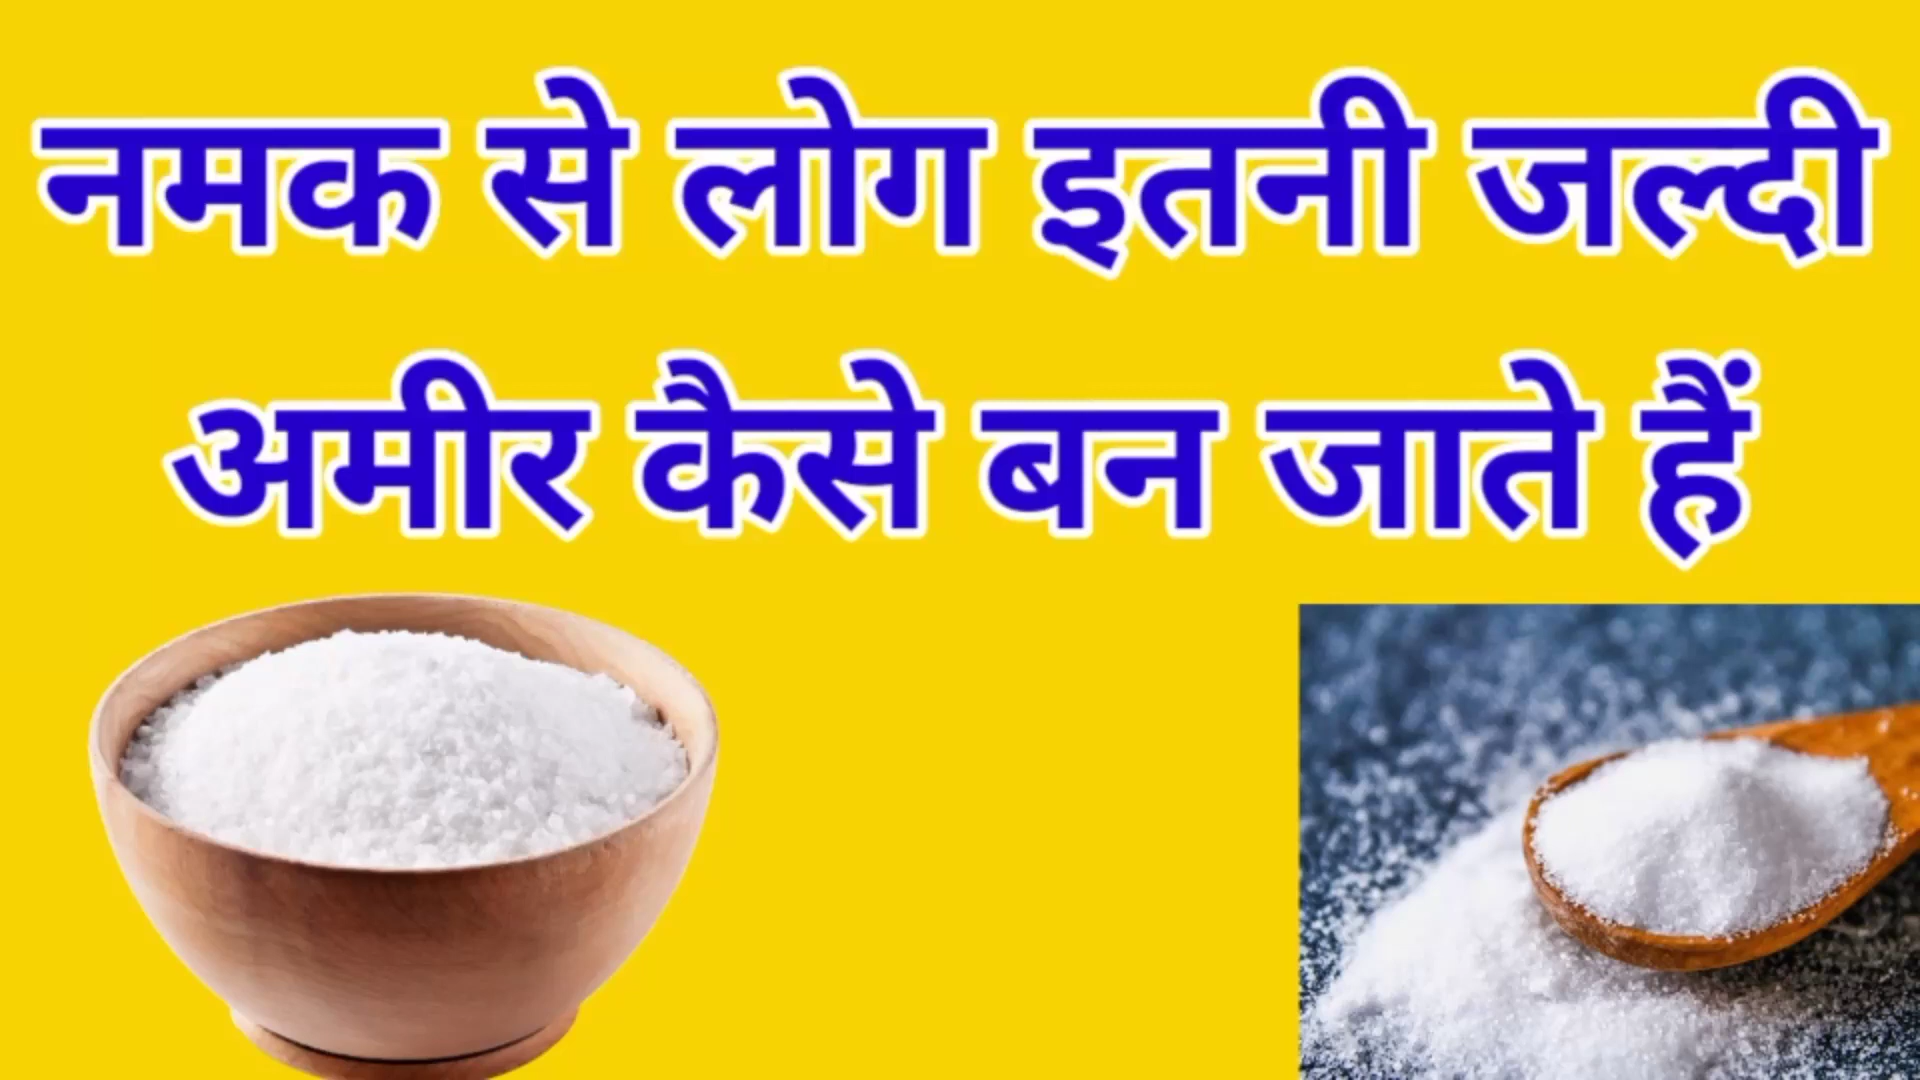 नमक से लोग इतनी जल्दी
अमीर कैसे बन जाते हैं